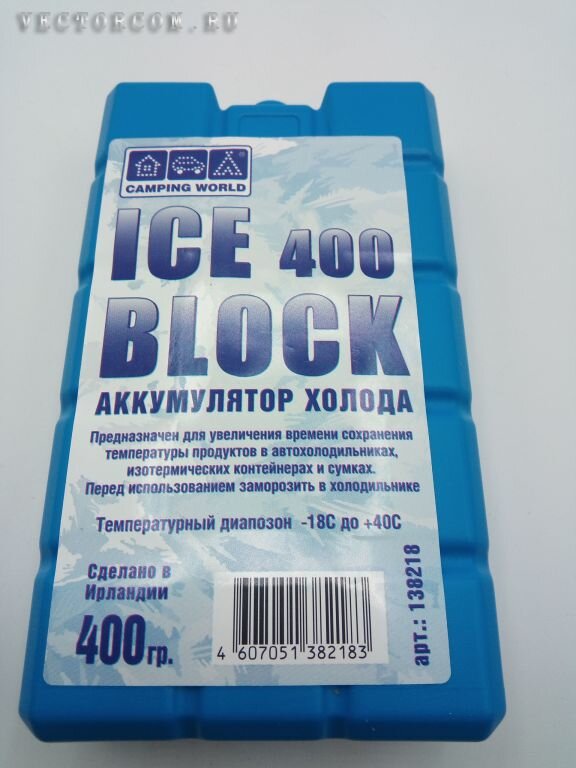 VECTORCOM.RU
CAMPING WORLD
ICE 400
BLOCK
АККУМУЛЯТОР ХОЛОДА
Предназначен для увеличения времени сохранения
температуры продуктов в автохолодильниках,
изотермических контейнерах и сумках.
Перед использованием заморозить в холодильнике
Температурный диапазон -18С до +40С
Сделано в
Ирландии
400гр.
4 607051 382183
арт.: 138218